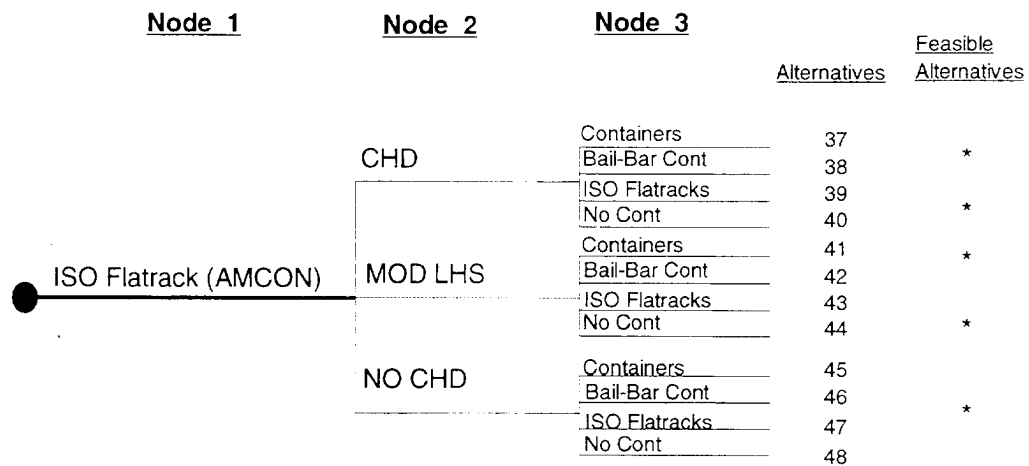 Node 1 Node 2 Node 3
Feasible
Alternatives Alternatives
CHD
Containers 37
Bail-Bar Cont 38 *
ISO Flatracks 39
No Cont 40 *
ISO Flatrack (AMCON)
MOD LHS
Containers 41 *
Bail-Bar Cont 42
ISO Flatracks 43
No Cont 44 *
NO CHD
Containers 45
Bail-Bar Cont 46
ISO Flatracks 47 *
No Cont 48